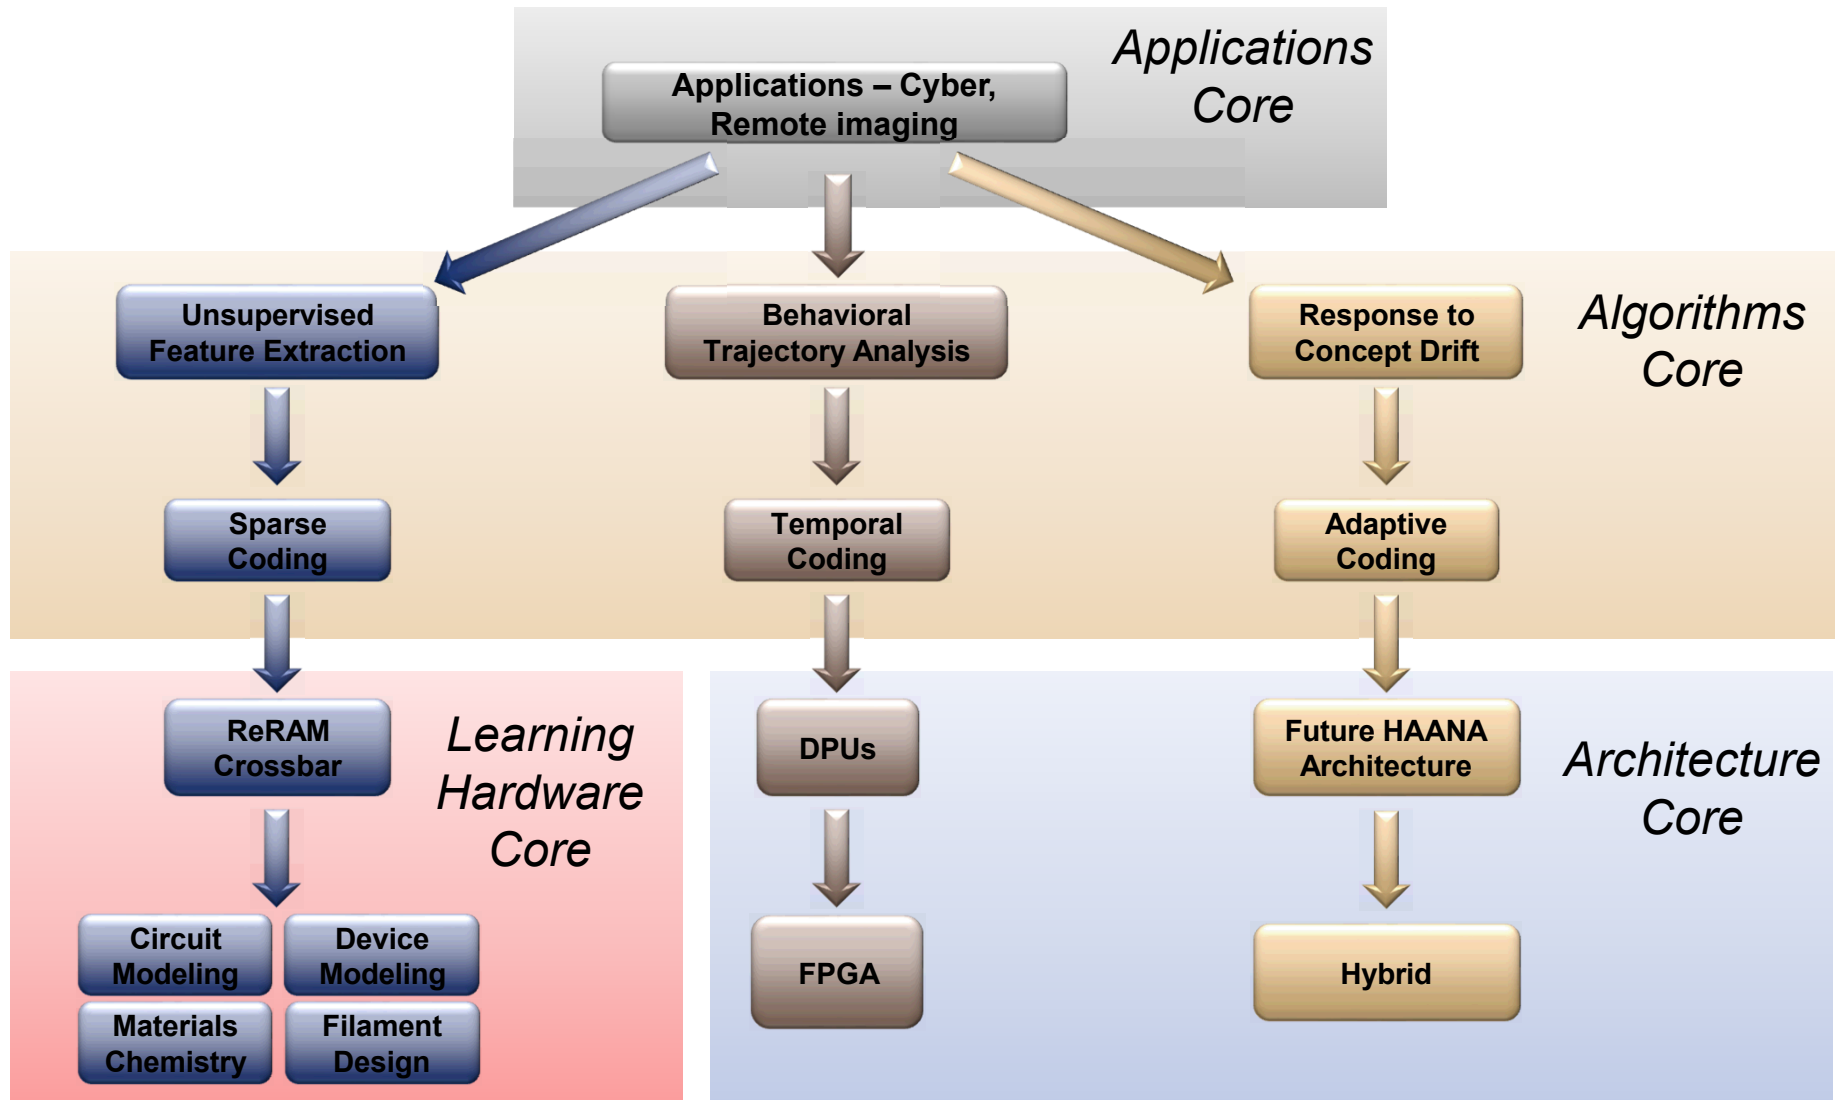 Applications
Core
Applications – Cyber,
Remote imaging
Algorithms
Core
Unsupervised
Feature Extraction
Behavioral
Trajectory Analysis
Response to
Concept Drift
Sparse
Coding
Temporal
Coding
Adaptive
Coding
Learning
Hardware
Core
ReRAM
Crossbar
Circuit
Modeling
Device
Modeling
Materials
Chemistry
Filament
Design
Architecture
Core
DPUs
Future HAANA
Architecture
FPGA
Hybrid